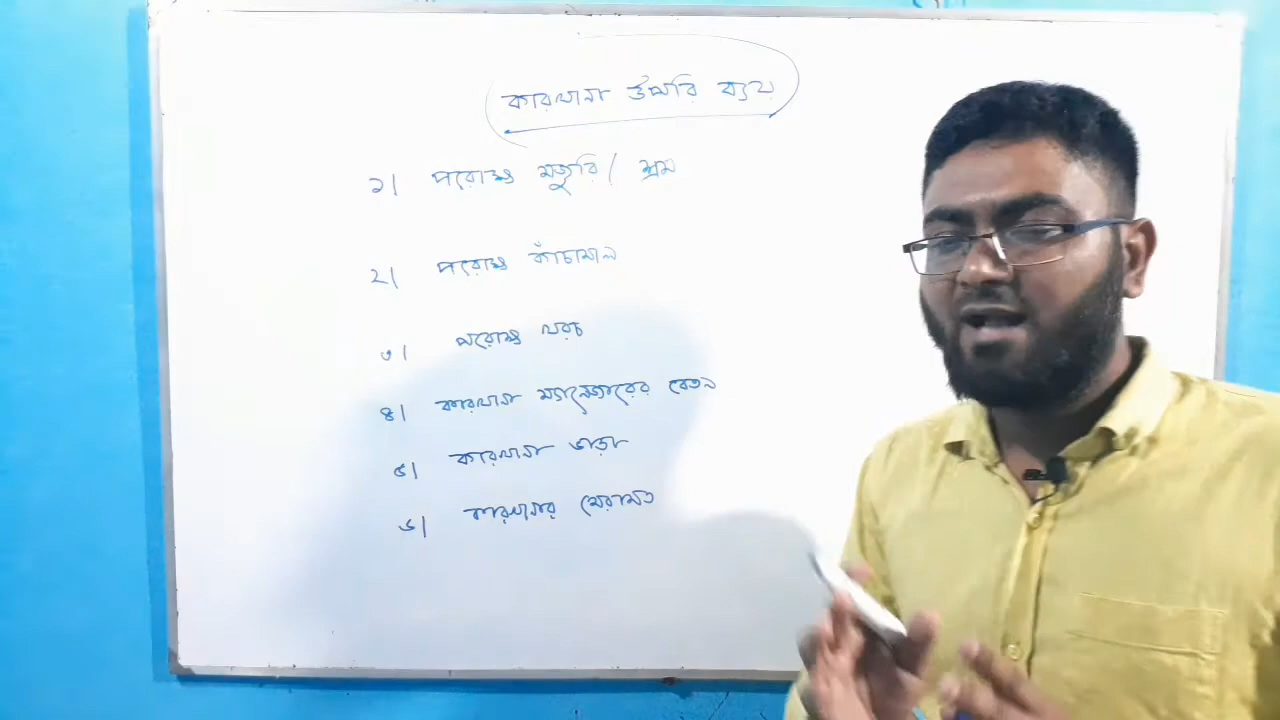 কারখানা উপরি ব্যয়
১। পরোক্ষ মজুরি / শ্রম
২। পরোক্ষ কাঁচামাল
৩। পরোক্ষ খরচ
৪। কারখানা ম্যানেজারের বেতন
৫। কারখানা ভাড়া
৬। কারখানার মেরামত